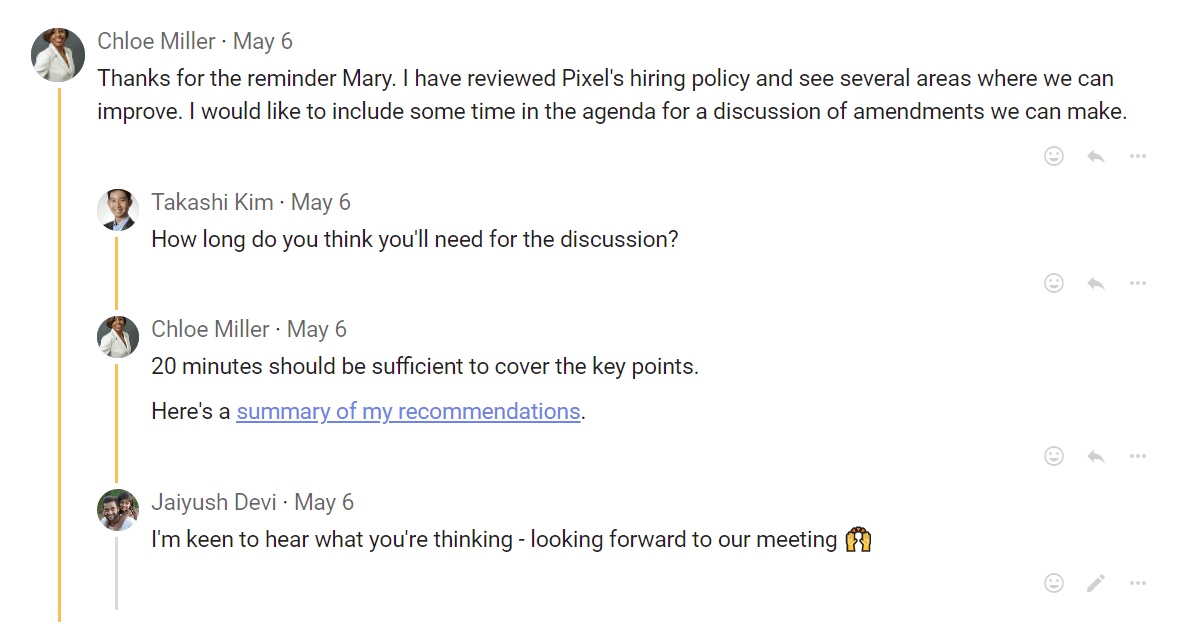 Chloe Miller · May 6
Thanks for the reminder Mary. I have reviewed Pixel's hiring policy and see several areas where we can
improve. I would like to include some time in the agenda for a discussion of amendments we can make.
Takashi Kim · May 6
How long do you think you'll need for the discussion?
Chloe Miller · May 6
20 minutes should be sufficient to cover the key points.
Here's a summary of my recommendations.
Jaiyush Devi · May 6
I'm keen to hear what you're thinking - looking forward to our meeting 🙌